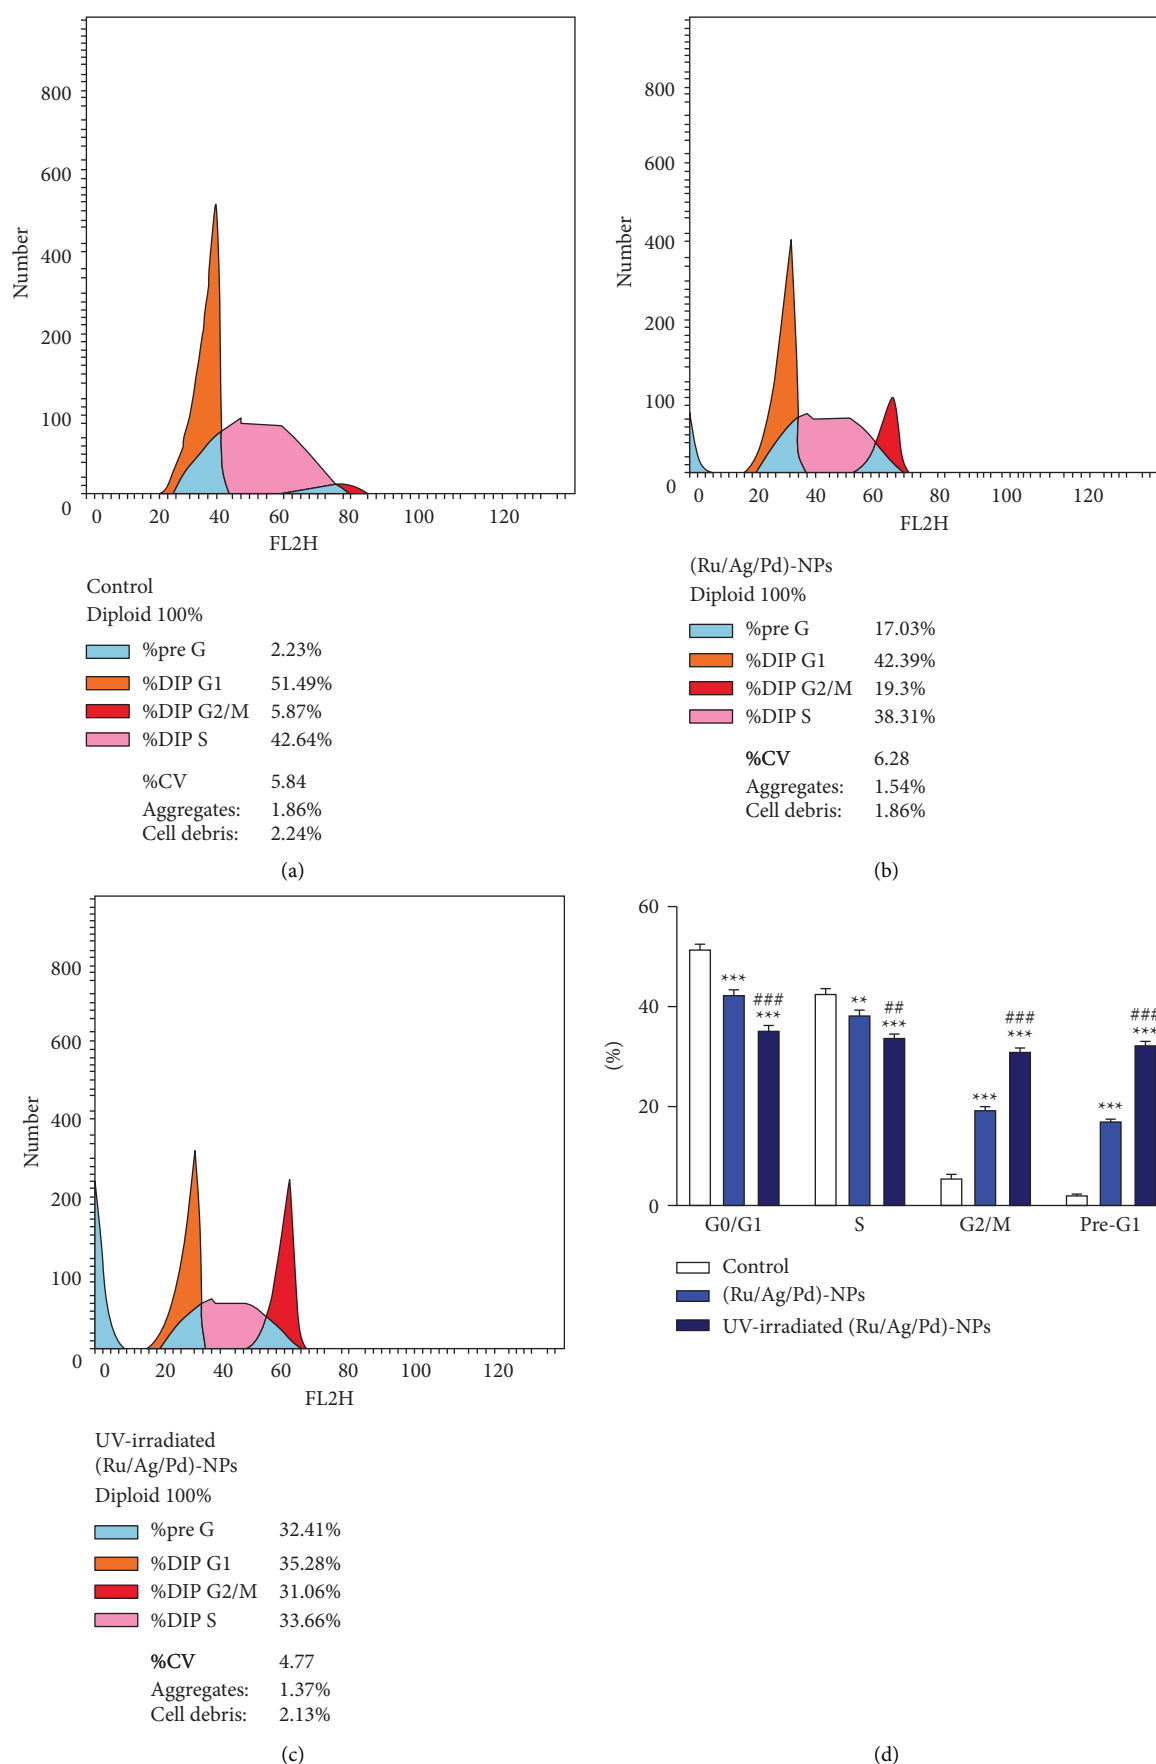 800
600
400
200
100
0
Number
0 20 40 60 80 100 120
FL2H
Control
Diploid 100%
%pre G 2.23%
%DIP G1 51.49%
%DIP G2/M 5.87%
%DIP S 42.64%
%CV 5.84
Aggregates: 1.86%
Cell debris: 2.24%
(a)
800
600
400
200
100
0
Number
0 20 40 60 80 100 120
FL2H
(Ru/Ag/Pd)-NPs
Diploid 100%
%pre G 17.03%
%DIP G1 42.39%
%DIP G2/M 19.3%
%DIP S 38.31%
%CV 6.28
Aggregates: 1.54%
Cell debris: 1.86%
(b)
800
600
400
200
100
0
Number
0 20 40 60 80 100 120
FL2H
UV-irradiated
(Ru/Ag/Pd)-NPs
Diploid 100%
%pre G 32.41%
%DIP G1 35.28%
%DIP G2/M 31.06%
%DIP S 33.66%
%CV 4.77
Aggregates: 1.37%
Cell debris: 2.13%
(c)
60
40
20
0
(%)
***
###
***
**
##
***
***
###
***
***
###
***
G0/G1 S G2/M Pre-G1
Control
(Ru/Ag/Pd)-NPs
UV-irradiated (Ru/Ag/Pd)-NPs
(d)